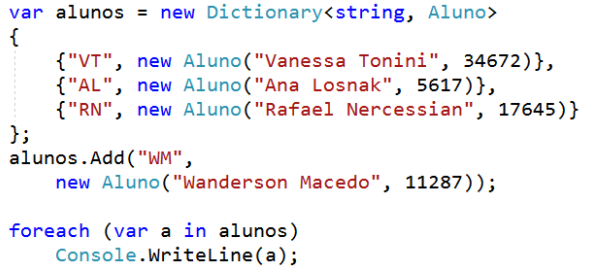 var alunos = new Dictionary<string, Aluno>
{
    {"VT", new Aluno("Vanessa Tonini", 34672)},
    {"AL", new Aluno("Ana Losnak", 5617)},
    {"RN", new Aluno("Rafael Nercessian", 17645)}
};
alunos.Add("WM",
    new Aluno("Wanderson Macedo", 11287));

foreach (var a in alunos)
    Console.WriteLine(a);